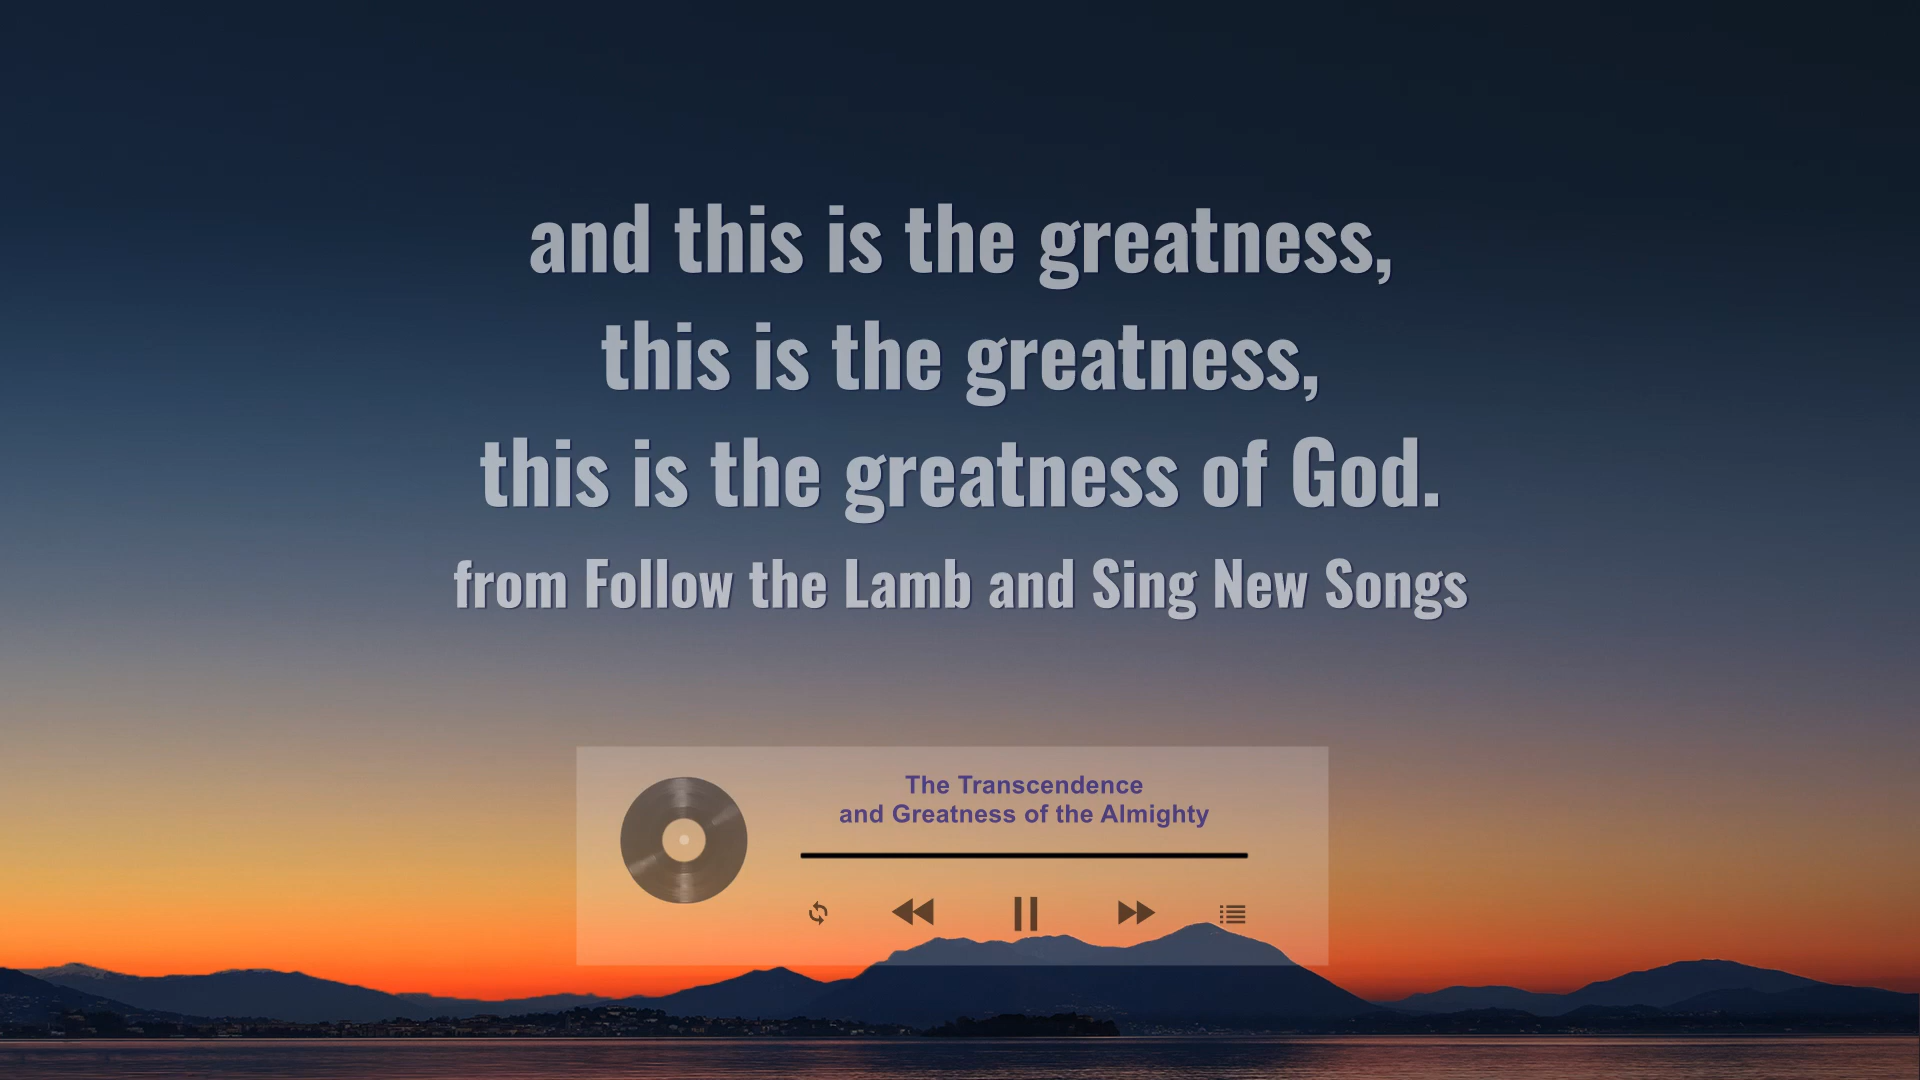 and this is the greatness,
this is the greatness,
this is the greatness of God.
from Follow the Lamb and Sing New Songs
The Transcendence
and Greatness of the Almighty